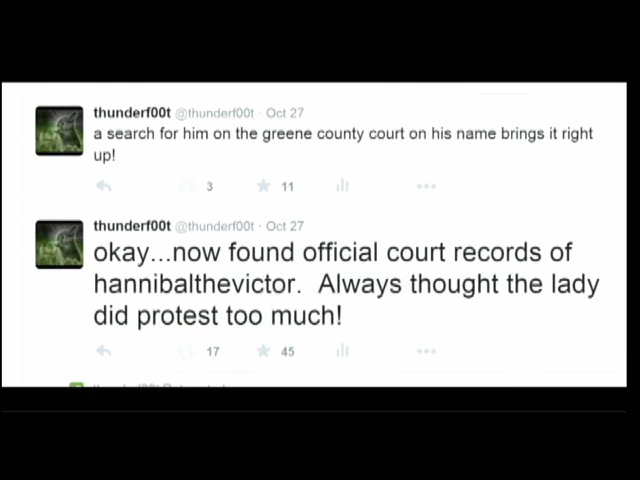 thunderf00t @thunderf00t · Oct 27
a search for him on the greene county court on his name brings it right
up!
3 11
thunderf00t @thunderf00t · Oct 27
okay...now found official court records of
hannibalthevictor. Always thought the lady
did protest too much!
17 45